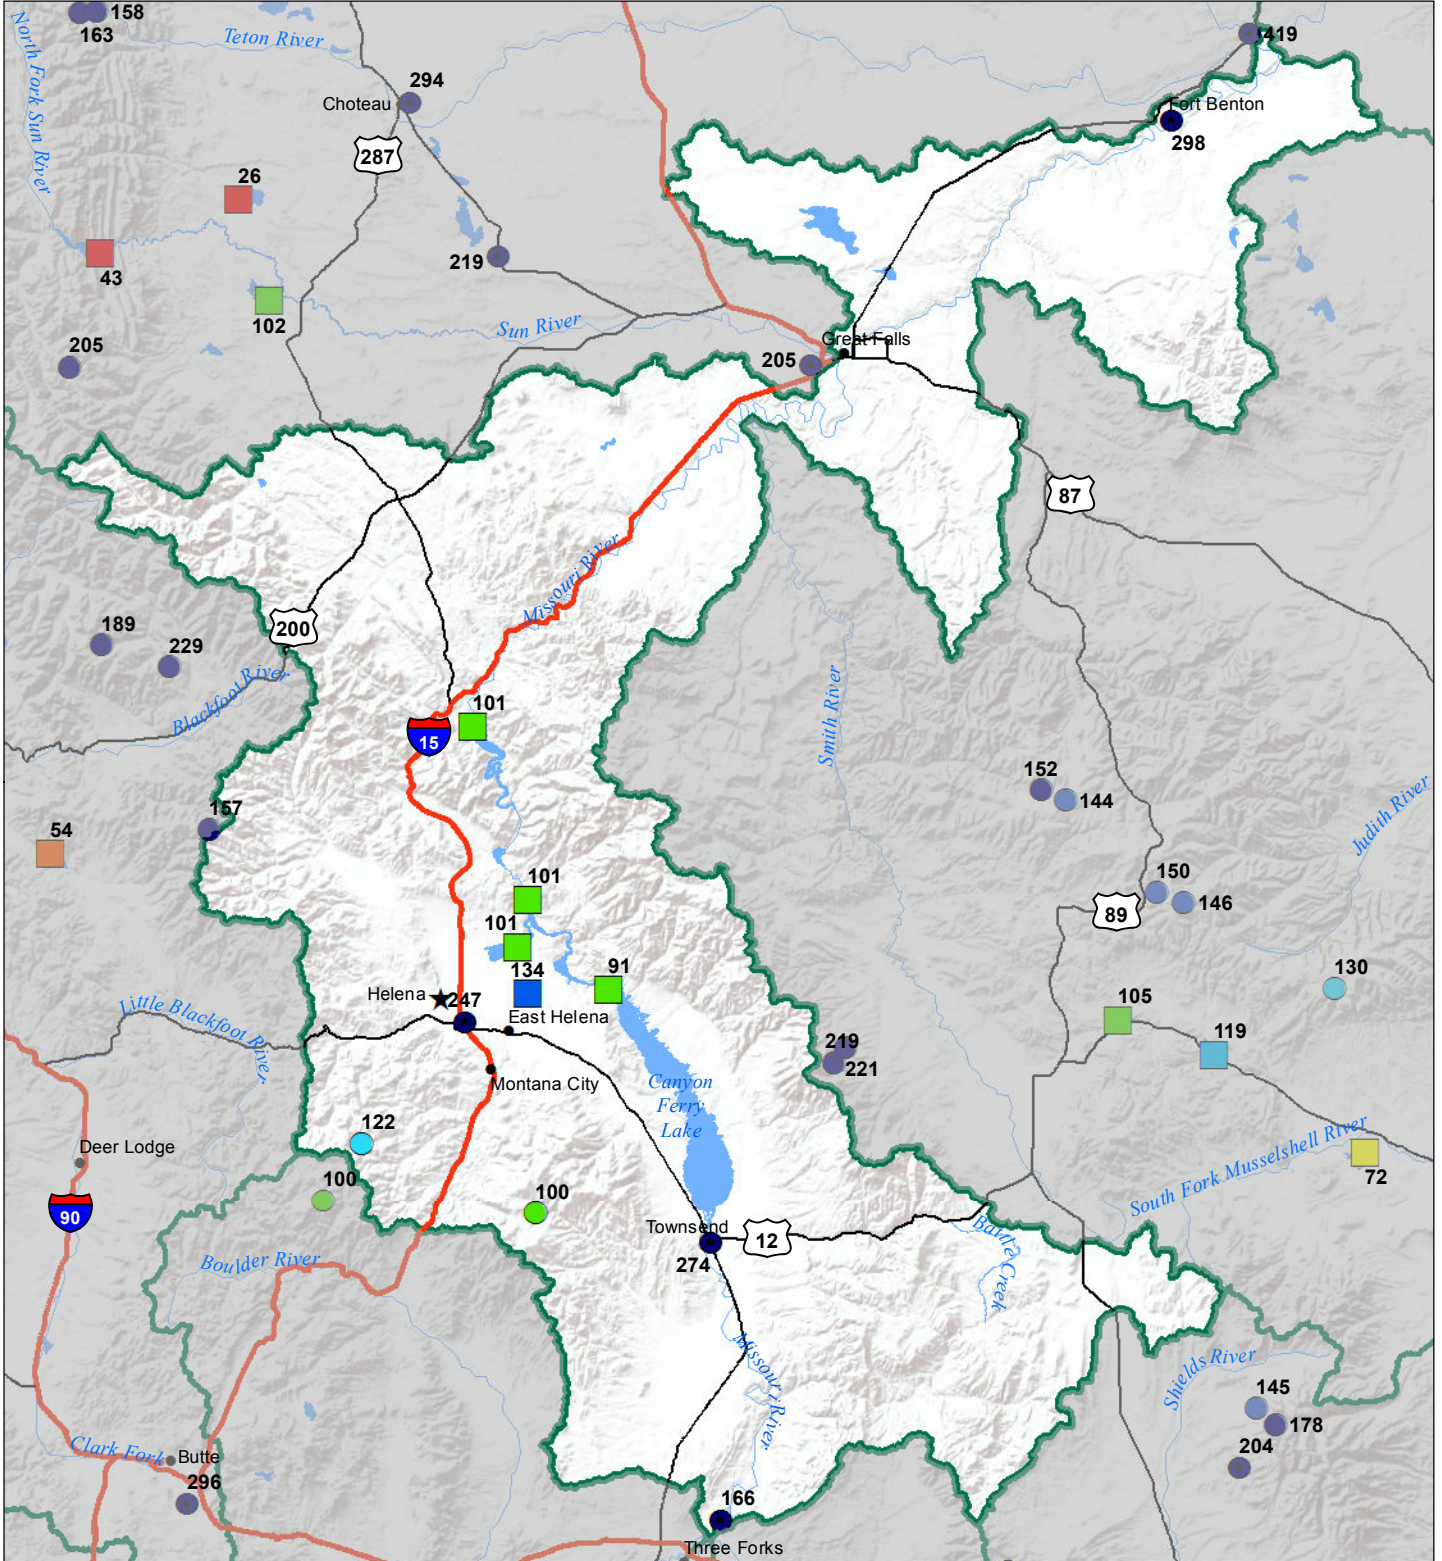 158
163
Teton River
419
294
Choteau
Fort Benton
298
North Fork Sun River
287
26
43
219
102
Sun River
205
205
Great Falls
87
Missouri River
200
189
229
Blackfoot River
Smith River
101
15
152
144
157
54
Judith River
150
146
89
101
101
134
91
130
Helena
247
East Helena
105
Little Blackfoot River
119
219
221
Montana City
Canyon
Ferry
Lake
122
Deer Lodge
South Fork Musselshell River
72
100
100
90
Townsend
12
274
Battle Creek
Boulder River
Missouri River
Shields River
145
178
204
Clark Fork
Butte
296
166
Three Forks